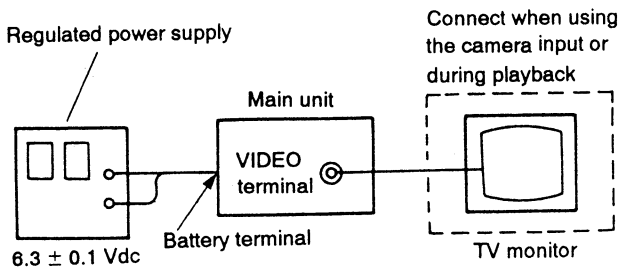 Regulated power supply
Connect when using
the camera input or
during playback
Main unit
VIDEO
terminal
Battery terminal
6.3 ± 0.1 Vdc
TV monitor